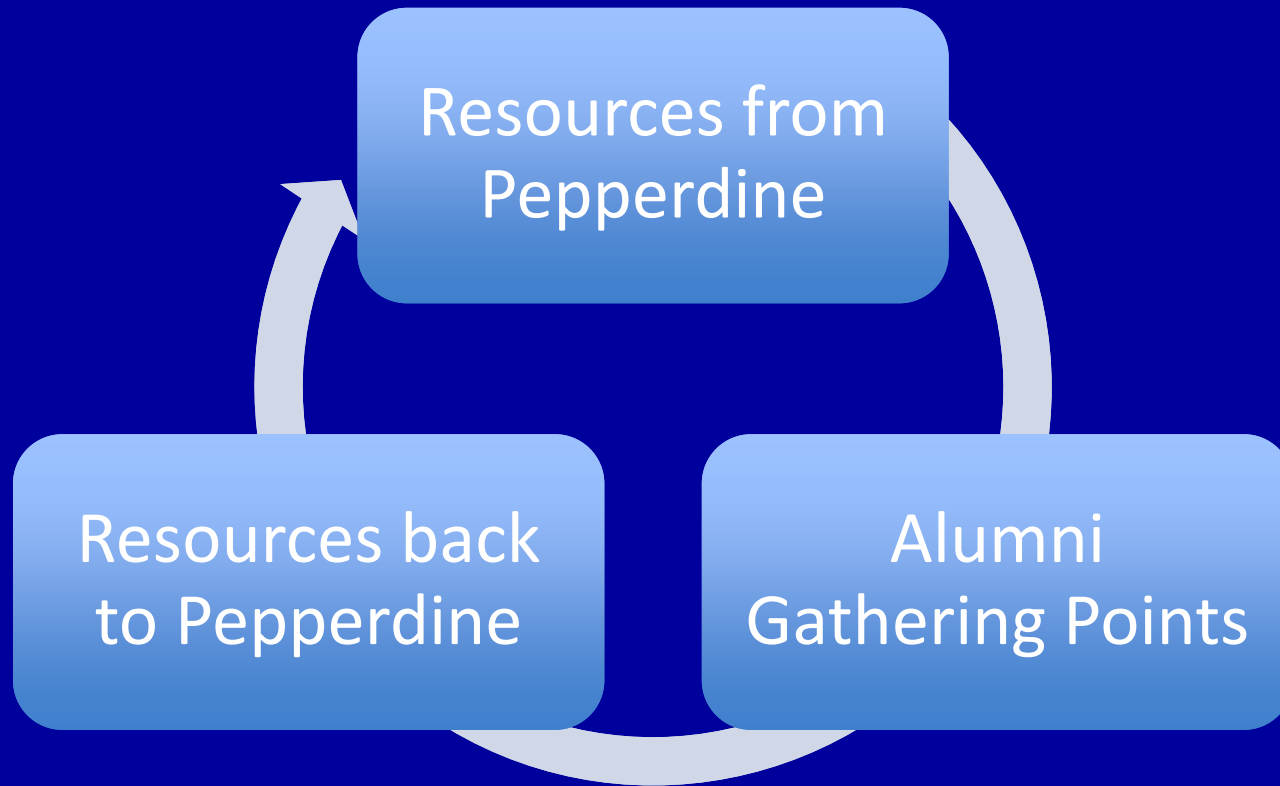 Resources from
Pepperdine
Resources back
to Pepperdine
Alumni
Gathering Points